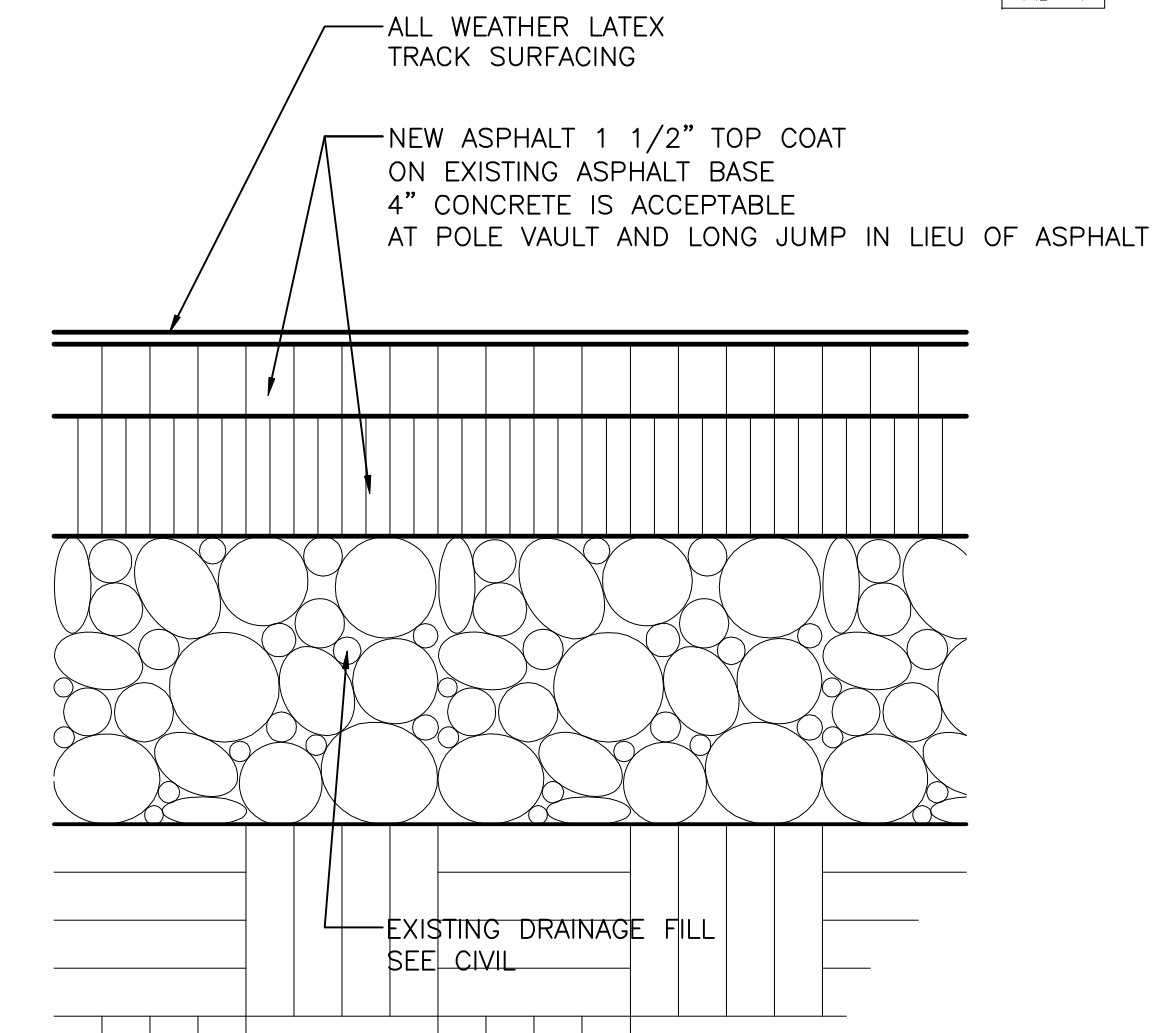 ALL WEATHER LATEX
TRACK SURFACING
NEW ASPHALT 1 1/2” TOP COAT
ON EXISTING ASPHALT BASE
4” CONCRETE IS ACCEPTABLE
AT POLE VAULT AND LONG JUMP IN LIEU OF ASPHALT
EXISTING DRAINAGE FILL
SEE CIVIL